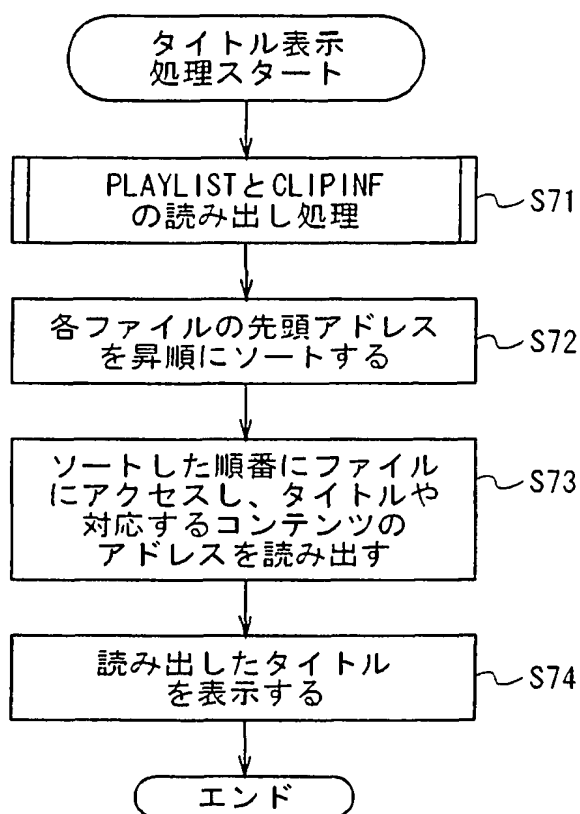 タイトル表示
処理スタート
PLAYLISTとCLIPINF
の読み出し処理
S71
各ファイルの先頭アドレス
を昇順にソートする
S72
ソートした順番にファイル
にアクセスし、タイトルや
対応するコンテンツの
アドレスを読み出す
S73
読み出したタイトル
を表示する
S74
エンド